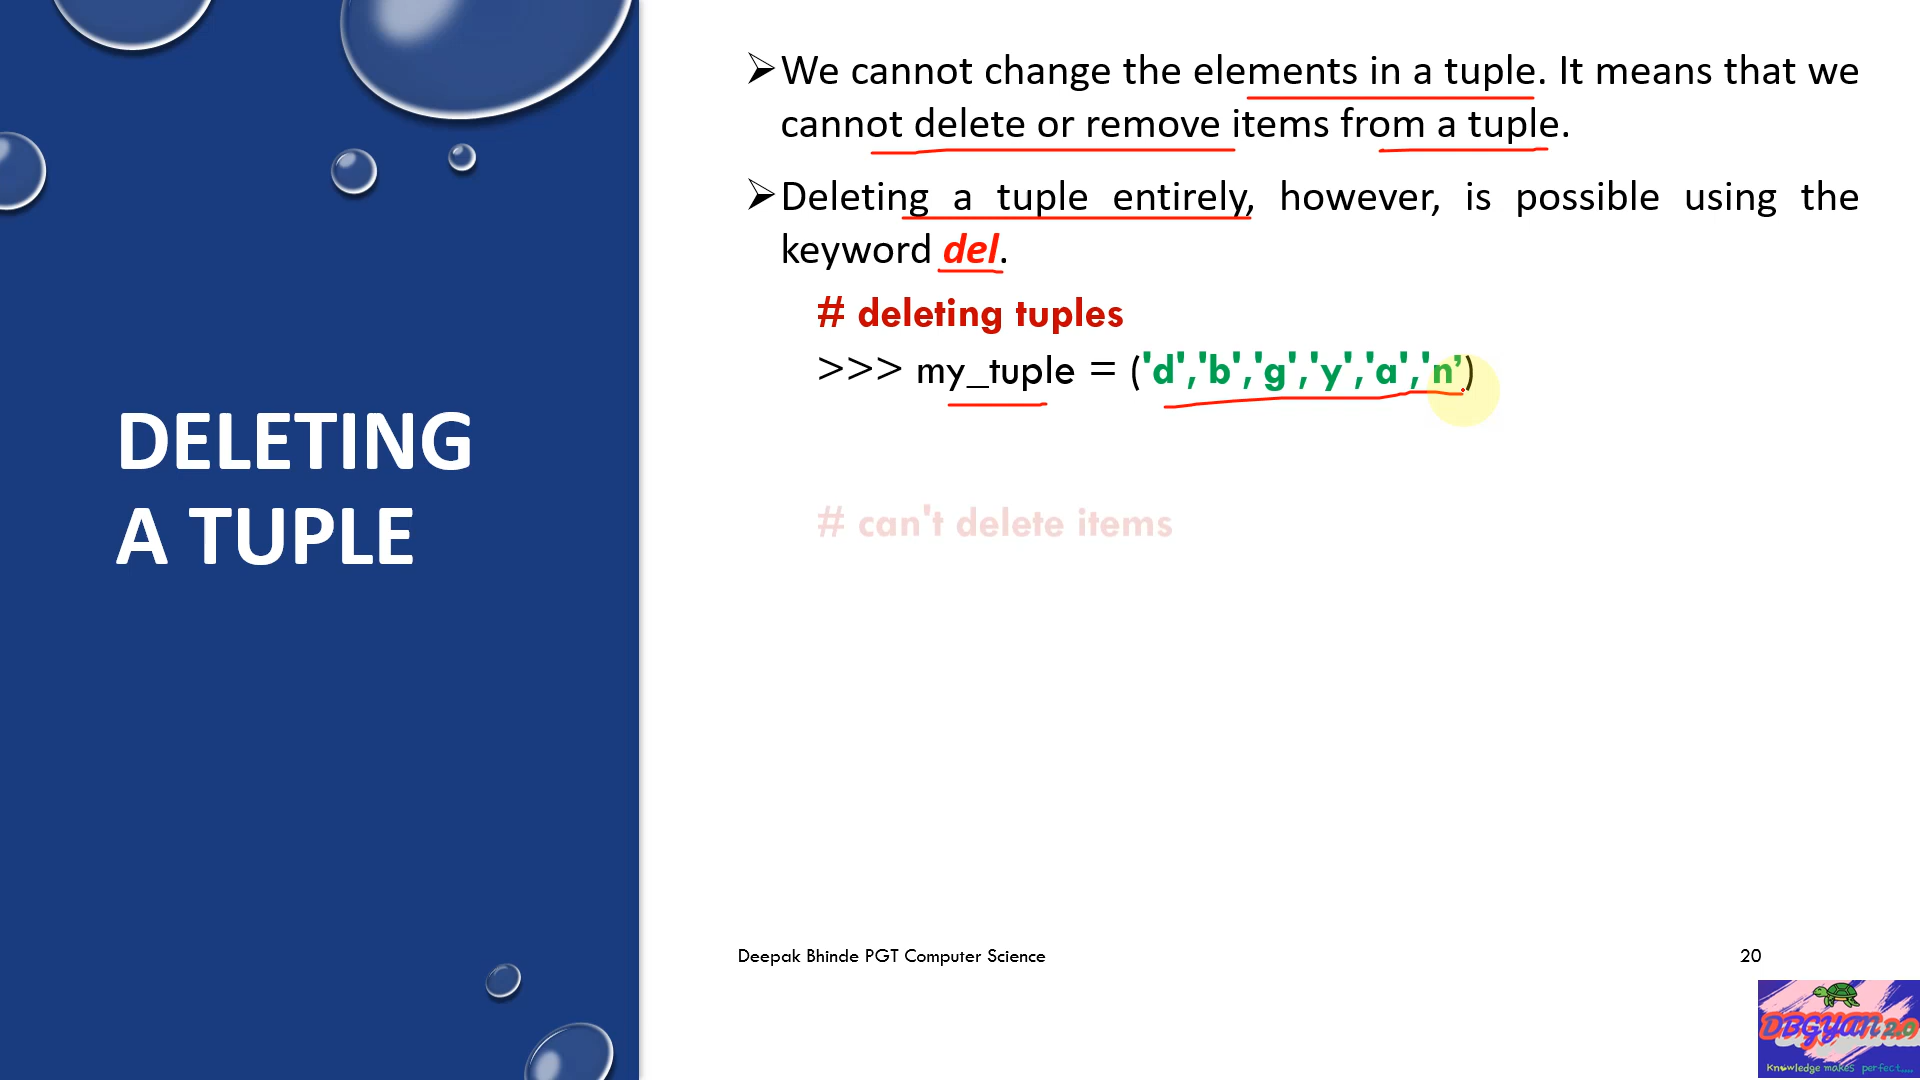 DELETING
A TUPLE
➢We cannot change the elements in a tuple. It means that we
cannot delete or remove items from a tuple.
➢Deleting a tuple entirely, however, is possible using the
keyword del.
# deleting tuples
>>> my_tuple = ('d','b','g','y','a','n’)
# can't delete items
Deepak Bhinde PGT Computer Science
20
DBGYAN 2.0
Knowledge makes perfect....